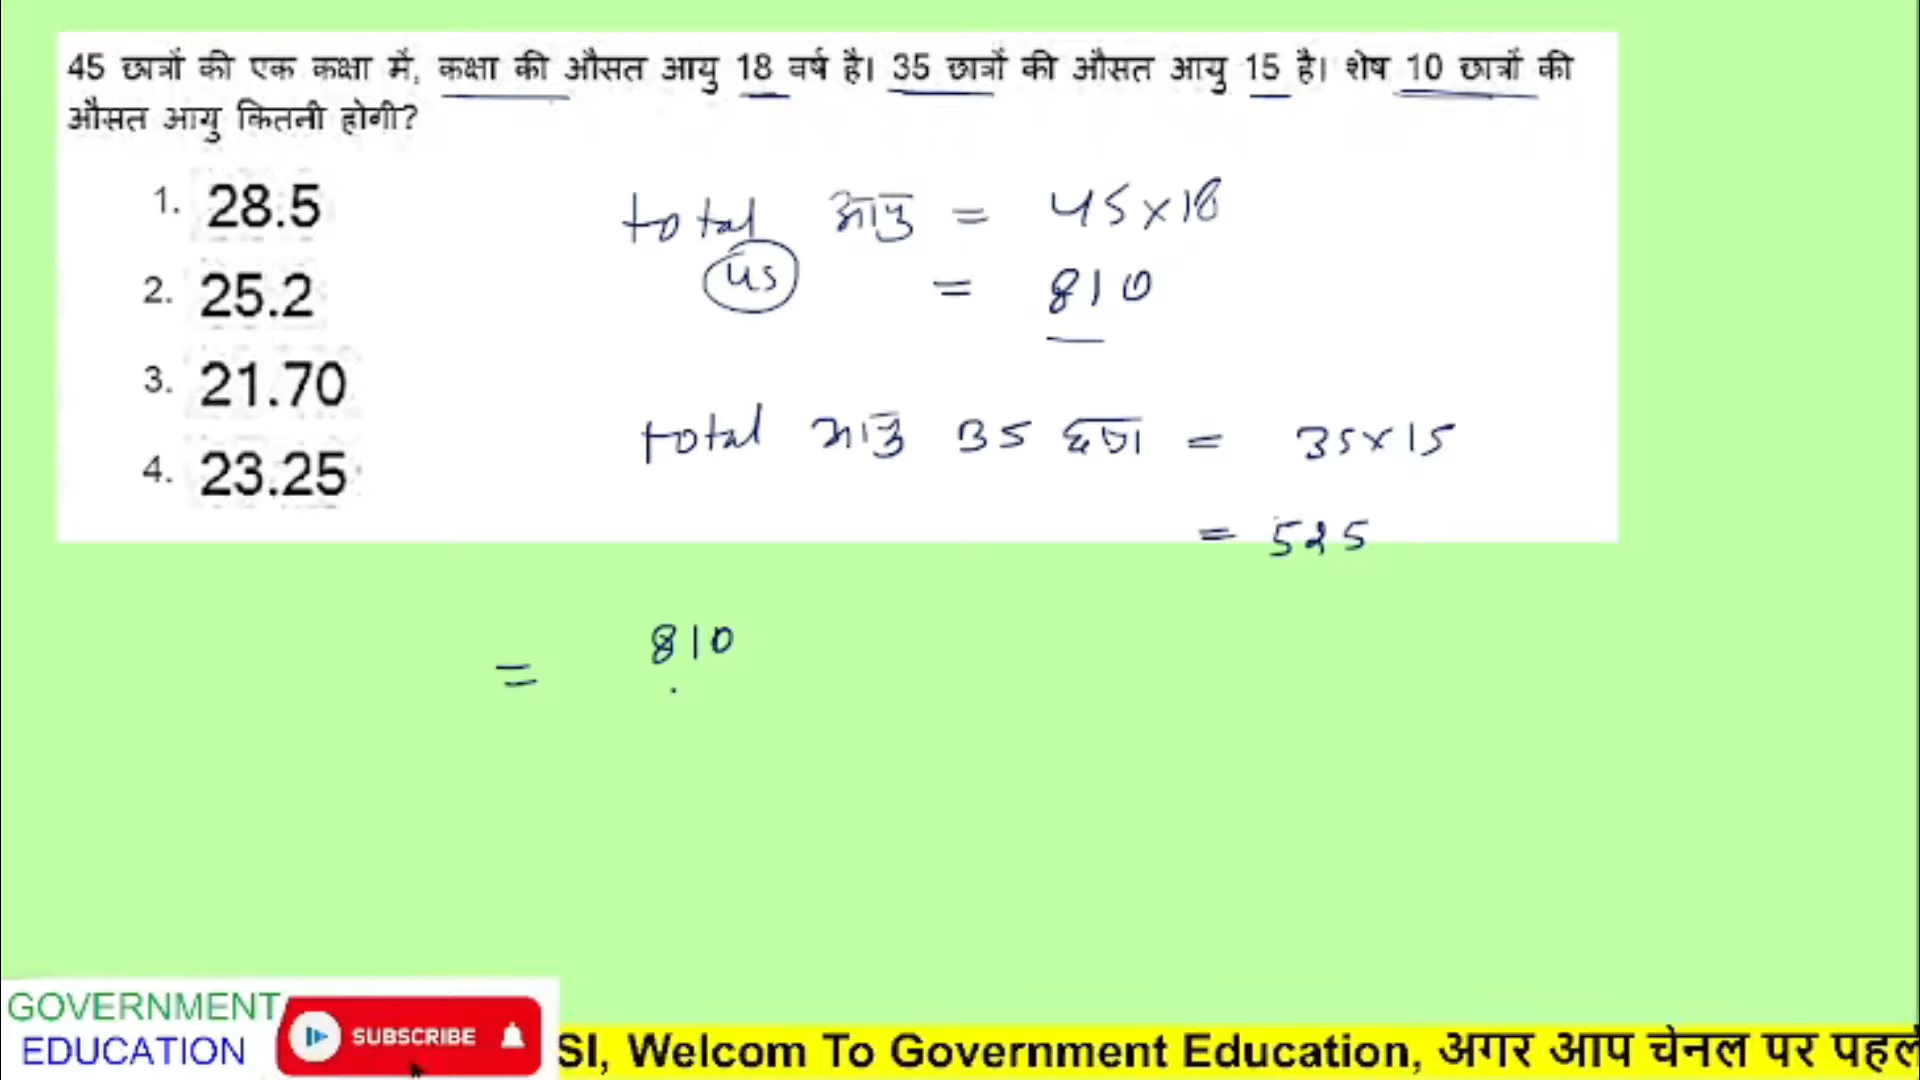 45 छात्रों की एक कक्षा में, कक्षा की औसत आयु 18 वर्ष है। 35 छात्रों की औसत आयु 15 है। शेष 10 छात्रों की
औसत आयु कितनी होगी?
1. 28.5
2. 25.2
3. 21.70
4. 23.25
total आयु = 45×18
45 = 810
total आयु 35 = 35×15
= 525
= 810
GOVERNMENT
EDUCATION
SUBSCRIBE
SI, Welcom To Government Education, अगर आप चेनल पर पहल